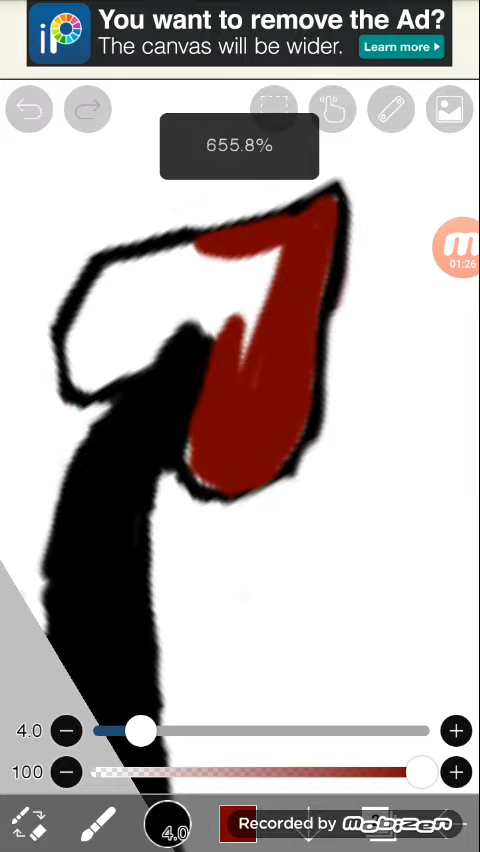 iP
You want to remove the Ad?
The canvas will be wider.
Learn more
655.8%
m
01:26
4.0
100
4.0
Recorded by mobizen